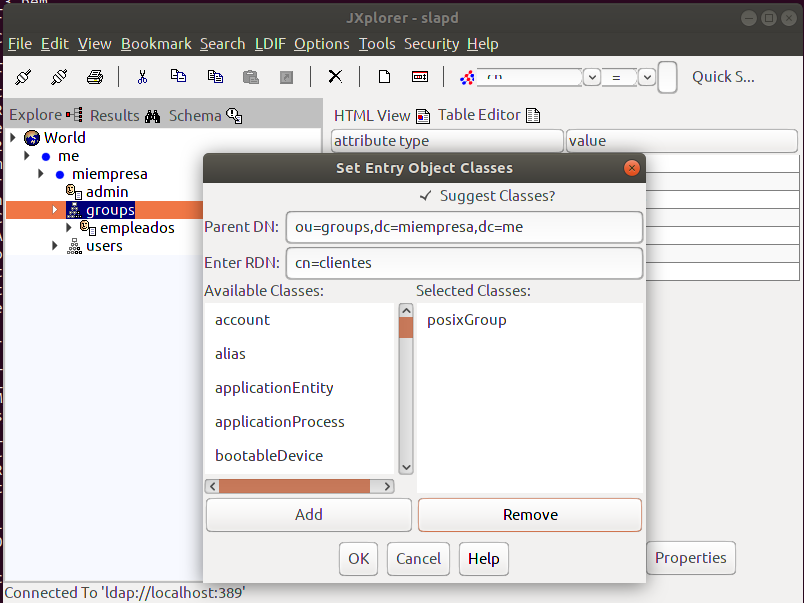 JXplorer - slapd
File Edit View Bookmark Search LDIF Options Tools Security Help
= Quick S...
Explore Results Schema
HTML View Table Editor
World
me
miempresa
admin
groups
empleados
users
attribute type value
Set Entry Object Classes
Suggest Classes?
Parent DN: ou=groups,dc=miempresa,dc=me
Enter RDN: cn=clientes
Available Classes: Selected Classes:
account
alias
applicationEntity
applicationProcess
bootableDevice
posixGroup
Add Remove
OK Cancel Help
Properties
Connected To 'ldap://localhost:389'